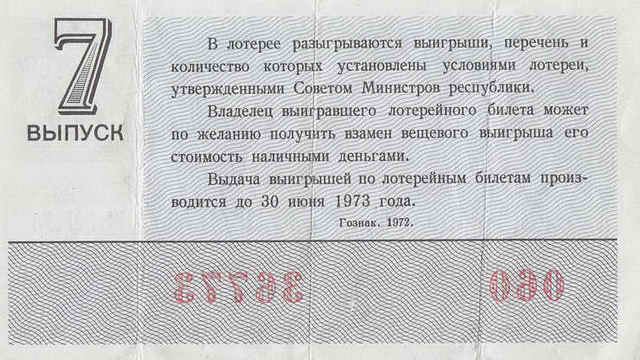 7
ВЫПУСК
В лотерее разыгрываются выигрыши, перечень и
количество которых установлены условиями лотереи,
утвержденными Советом Министров республики.
Владелец выигравшего лотерейного билета может
по желанию получить взамен вещевого выигрыша его
стоимость наличными деньгами.
Выдача выигрышей по лотерейным билетам произ-
водится до 30 июня 1973 года.
Гознак. 1972.